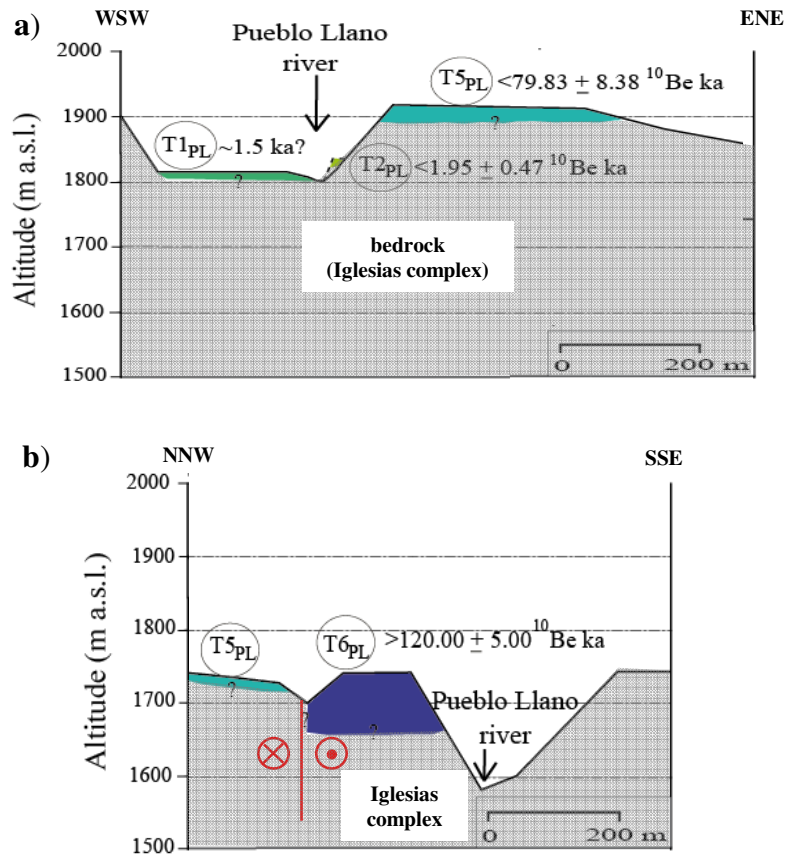 a)
WSW
ENE
Altitude (m a.s.l.)
2000
1900
1800
1700
1600
1500
Pueblo Llano
river
T5PL <79.83 ± 8.38 10Be ka
?
T1PL ~1.5 ka?
?
T2PL <1.95 ± 0.47 10Be ka
bedrock
(Iglesias complex)
0 200 m
b)
NNW
SSE
Altitude (m a.s.l.)
2000
1900
1800
1700
1600
1500
T5PL
?
T6PL >120.00 ± 5.00 10Be ka
?
?
Pueblo Llano
river
Iglesias
complex
0 200 m